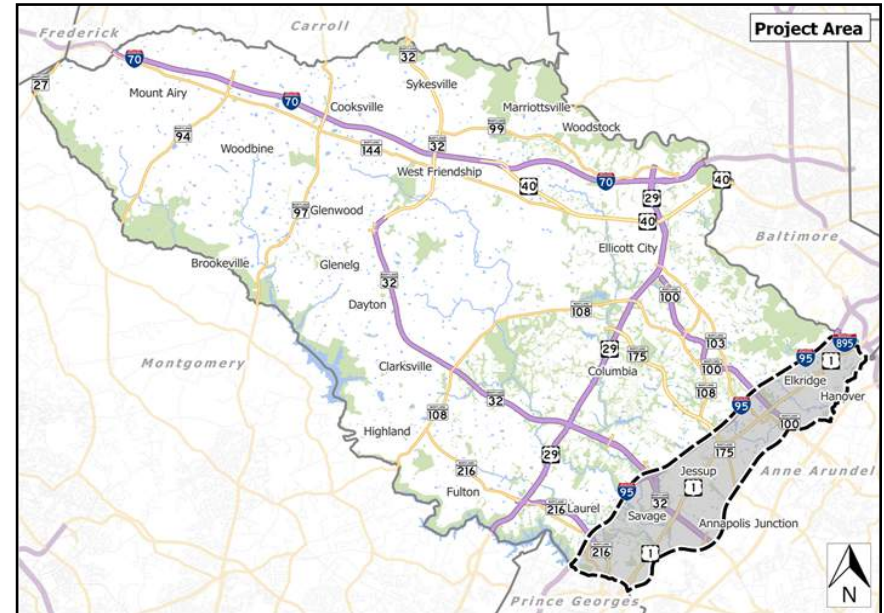 Project Area
Frederick
Carroll
70
32
27
Mount Airy
Sykesville
70
Cooksville
Marriottsville
94
99
Woodstock
Woodbine
144
32
West Friendship
70
40
40
29
97
Glenwood
40
Ellicott City
Baltimore
Brookeville
Glenelg
32
100
Dayton
108
103
895
29
175
95
1
Montgomery
Clarksville
Columbia
100
Elkridge
32
108
Hanover
108
95
100
Highland
29
175
216
Jessup
Anne Arundel
Fulton
95
1
216
Laurel
32
Savage
Annapolis Junction
216
1
N
Prince Georges